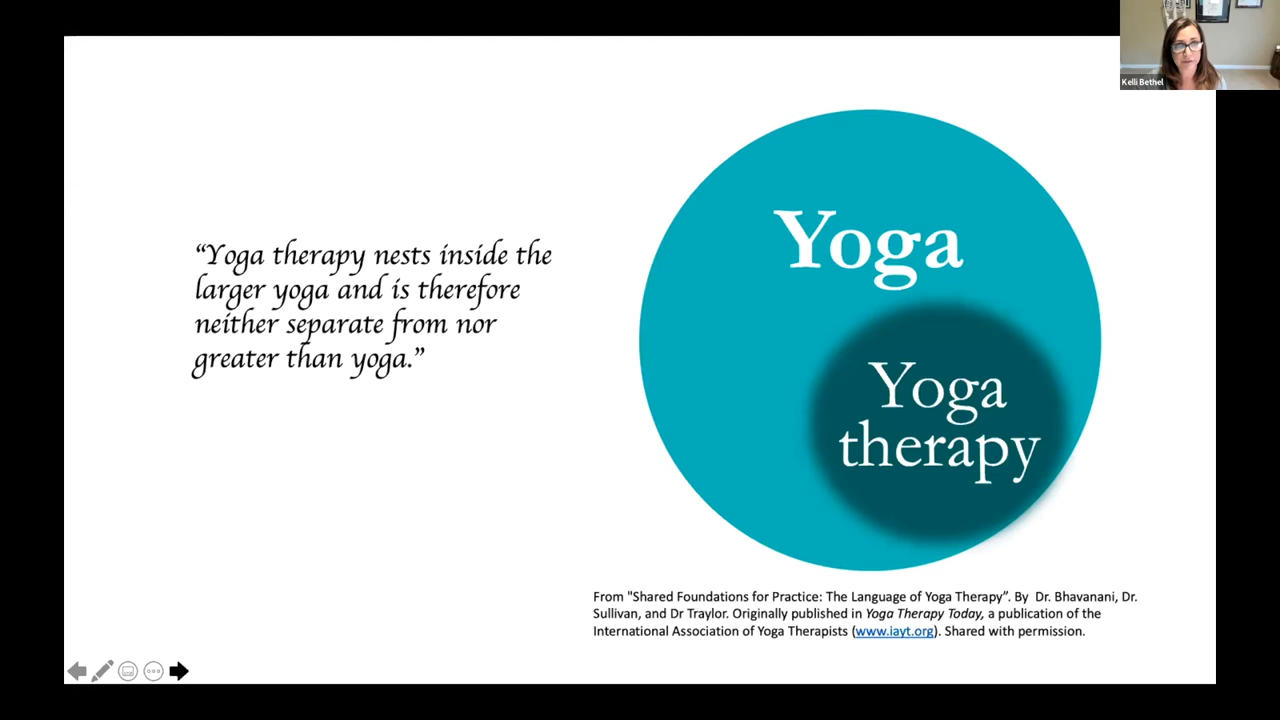 Kelli Bethel
“Yoga therapy nests inside the
larger yoga and is therefore
neither separate from nor
greater than yoga.”
Yoga
Yoga
therapy
From "Shared Foundations for Practice: The Language of Yoga Therapy”. By Dr. Bhavanani, Dr.
Sullivan, and Dr Traylor. Originally published in Yoga Therapy Today, a publication of the
International Association of Yoga Therapists (www.iayt.org). Shared with permission.